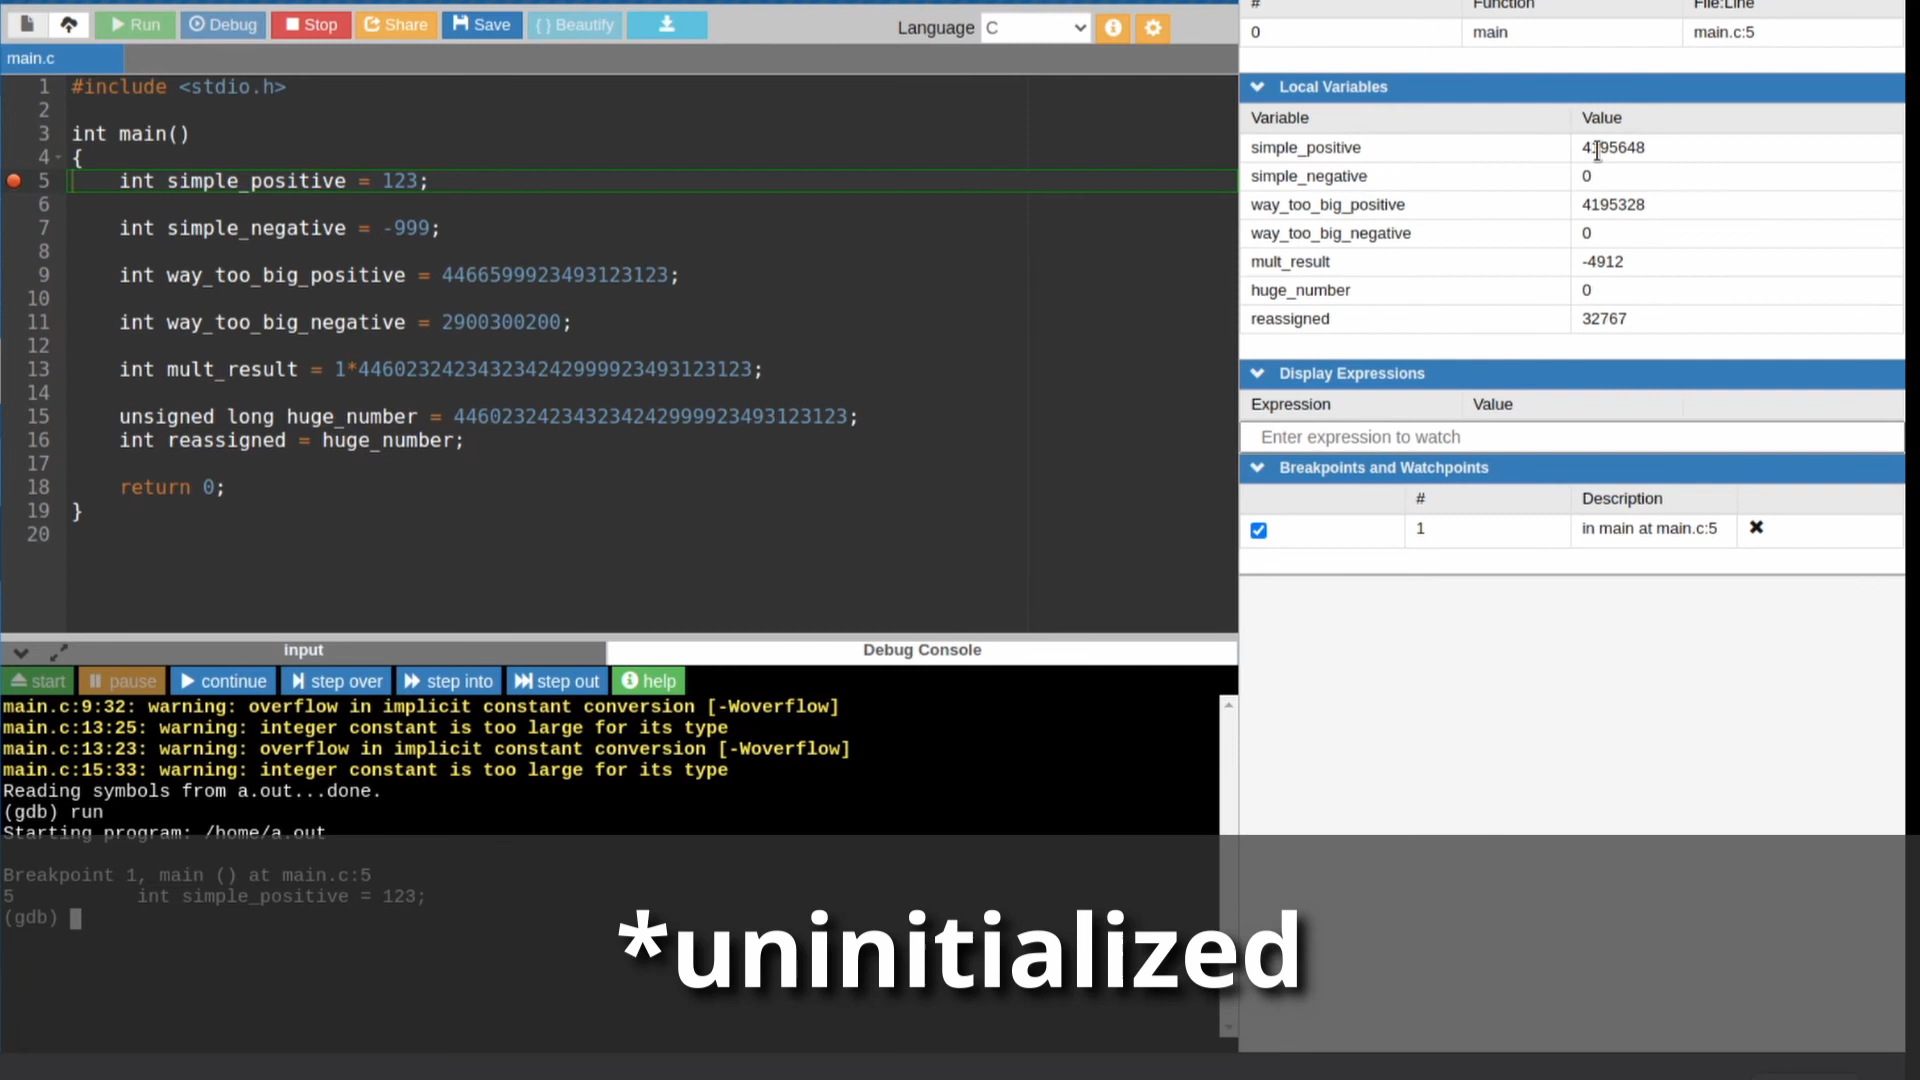 Run Debug Stop Share Save { } Beautify Language C
main.c
1 #include <stdio.h>
2
3 int main()
4 {
5 int simple_positive = 123;
6
7 int simple_negative = -999;
8
9 int way_too_big_positive = 4466599923493123123;
10
11 int way_too_big_negative = 2900300200;
12
13 int mult_result = 1*446023242343234242999923493123123;
14
15 unsigned long huge_number = 446023242343234242999923493123123;
16 int reassigned = huge_number;
17
18 return 0;
19 }
20
# Function File:Line
0 main main.c:5
Local Variables
Variable Value
simple_positive 4195648
simple_negative 0
way_too_big_positive 4195328
way_too_big_negative 0
mult_result -4912
huge_number 0
reassigned 32767
Display Expressions
Expression Value
Enter expression to watch
Breakpoints and Watchpoints
# Description
1 in main at main.c:5
input Debug Console
start pause continue step over step into step out help
main.c:9:32: warning: overflow in implicit constant conversion [-Woverflow]
main.c:13:25: warning: integer constant is too large for its type
main.c:13:23: warning: overflow in implicit constant conversion [-Woverflow]
main.c:15:33: warning: integer constant is too large for its type
Reading symbols from a.out...done.
(gdb) run
Starting program: /home/a.out
Breakpoint 1, main () at main.c:5
5 int simple_positive = 123;
(gdb)
*uninitialized